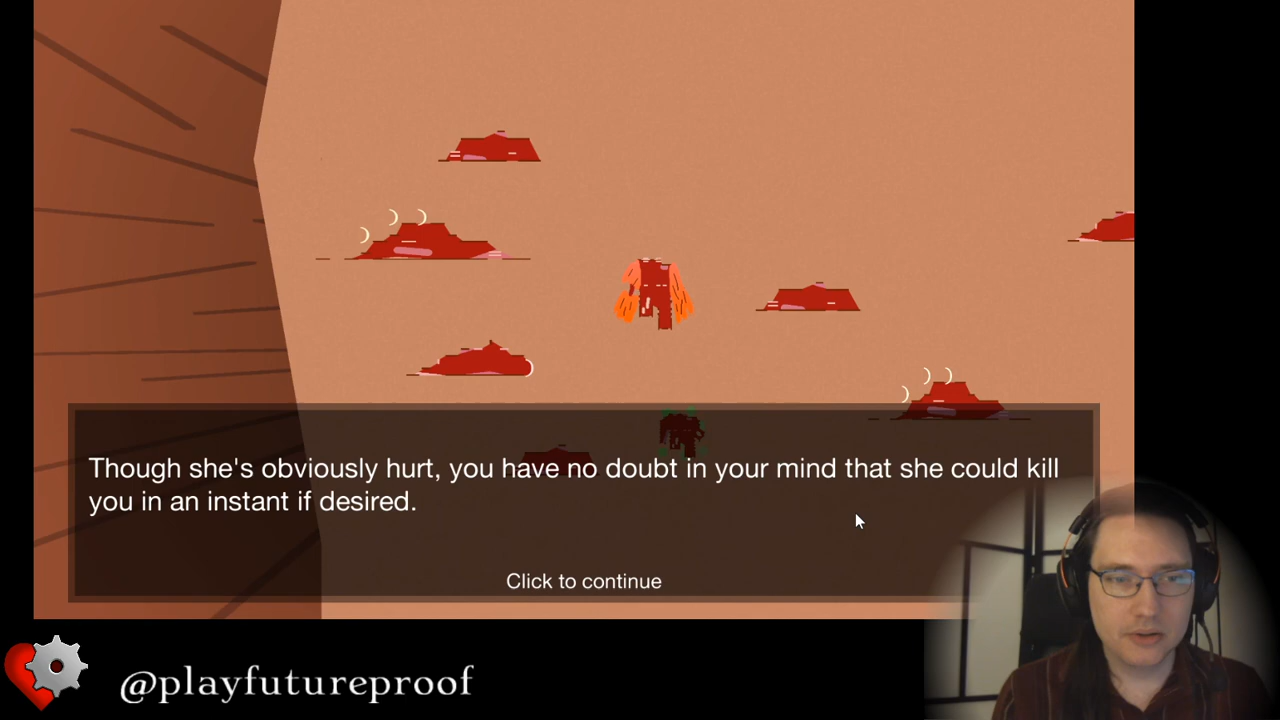 Though she's obviously hurt, you have no doubt in your mind that she could kill
you in an instant if desired.
Click to continue
@playfutureproof